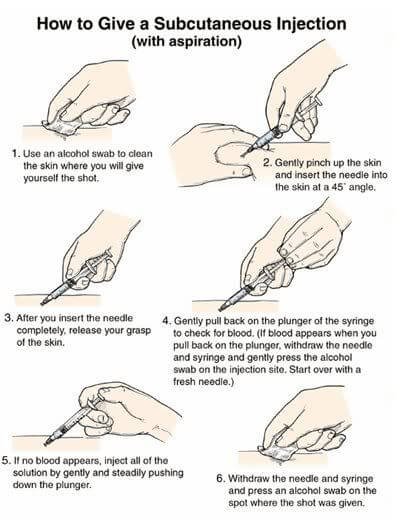 How to Give a Subcutaneous Injection
(with aspiration)
1. Use an alcohol swab to clean
the skin where you will give
yourself the shot.
2. Gently pinch up the skin
and insert the needle into
the skin at a 45° angle.
3. After you insert the needle
completely, release your grasp
of the skin.
4. Gently pull back on the plunger of the syringe
to check for blood. (If blood appears when you
pull back on the plunger, withdraw the needle
and syringe and gently press the alcohol
swab on the injection site. Start over with a
fresh needle.)
5. If no blood appears, inject all of the
solution by gently and steadily pushing
down the plunger.
6. Withdraw the needle and syringe
and press an alcohol swab on the
spot where the shot was given.